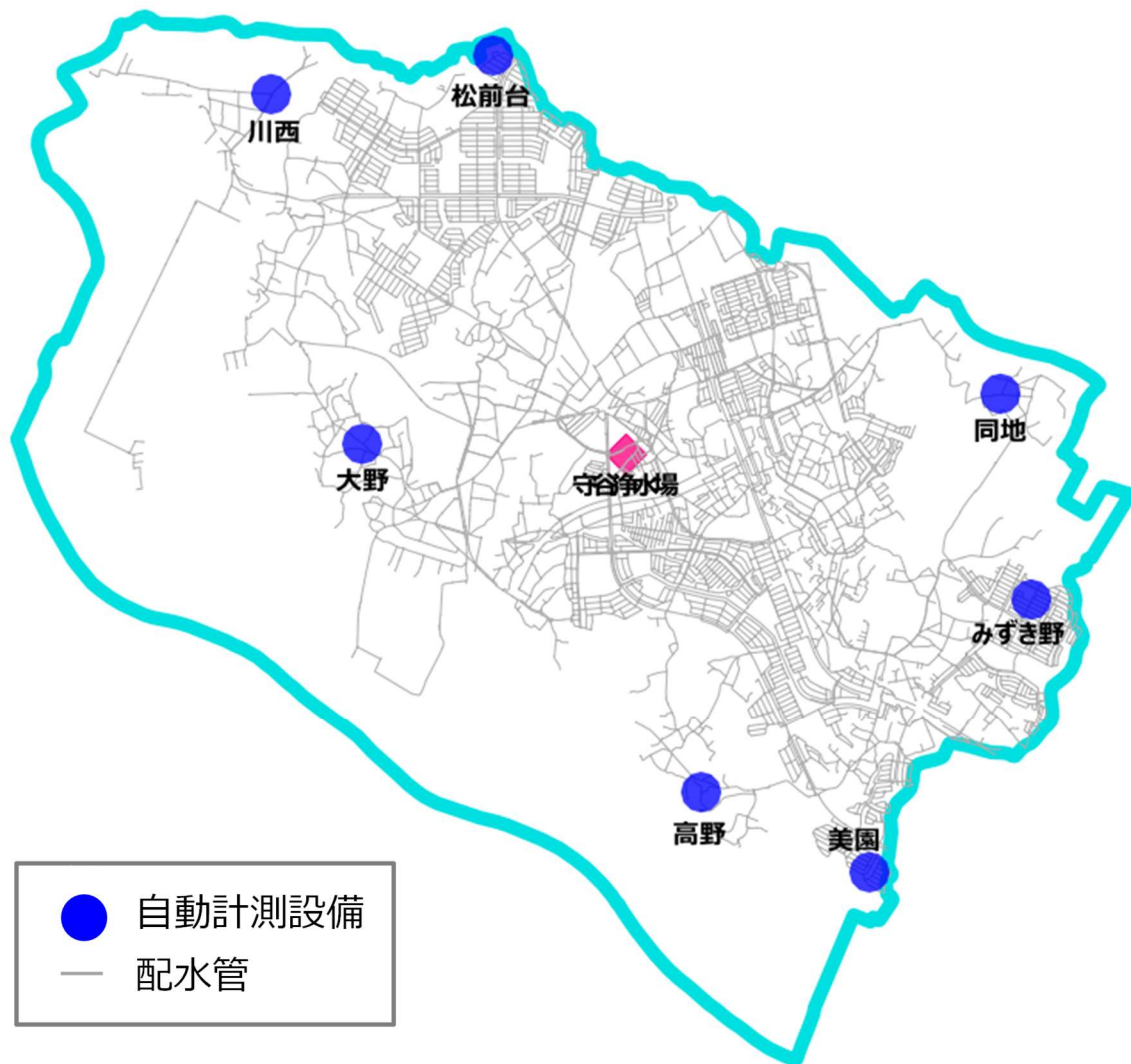 松前台
川西
同地
大野
守谷浄水場
みずき野
高野
美園
自動計測設備
配水管